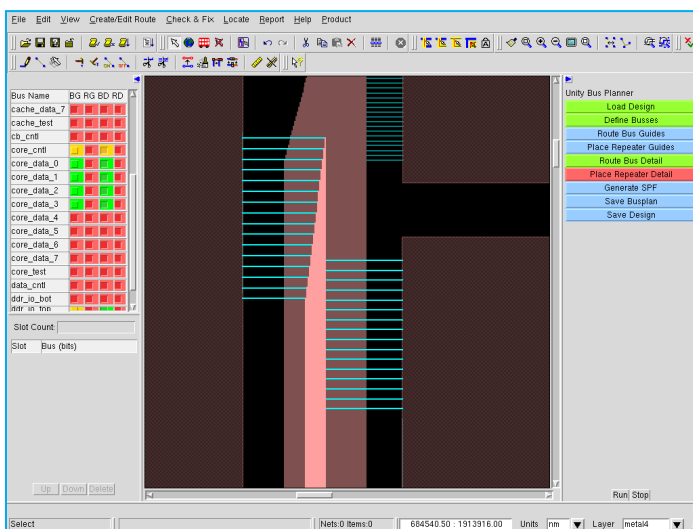 File Edit View Create/Edit Route Check & Fix Locate Report Help Product
Bus Name BG RG BD RD
cache_data_7
cache_test
cb_cntl
core_cntl
core_data_0
core_data_1
core_data_2
core_data_3
core_data_4
core_data_5
core_data_6
core_data_7
core_test
data_cntl
ddr_io_bot
ddr_io_top
Slot Count:
Slot Bus (bits)
Up Down Delete
Unity Bus Planner
Load Design
Define Busses
Route Bus Guides
Place Repeater Guides
Route Bus Detail
Place Repeater Detail
Generate SPF
Save Busplan
Save Design
Run Stop
Select Nets:0 Items:0 684540.50 : 1913916.00 Units nm Layer metal4